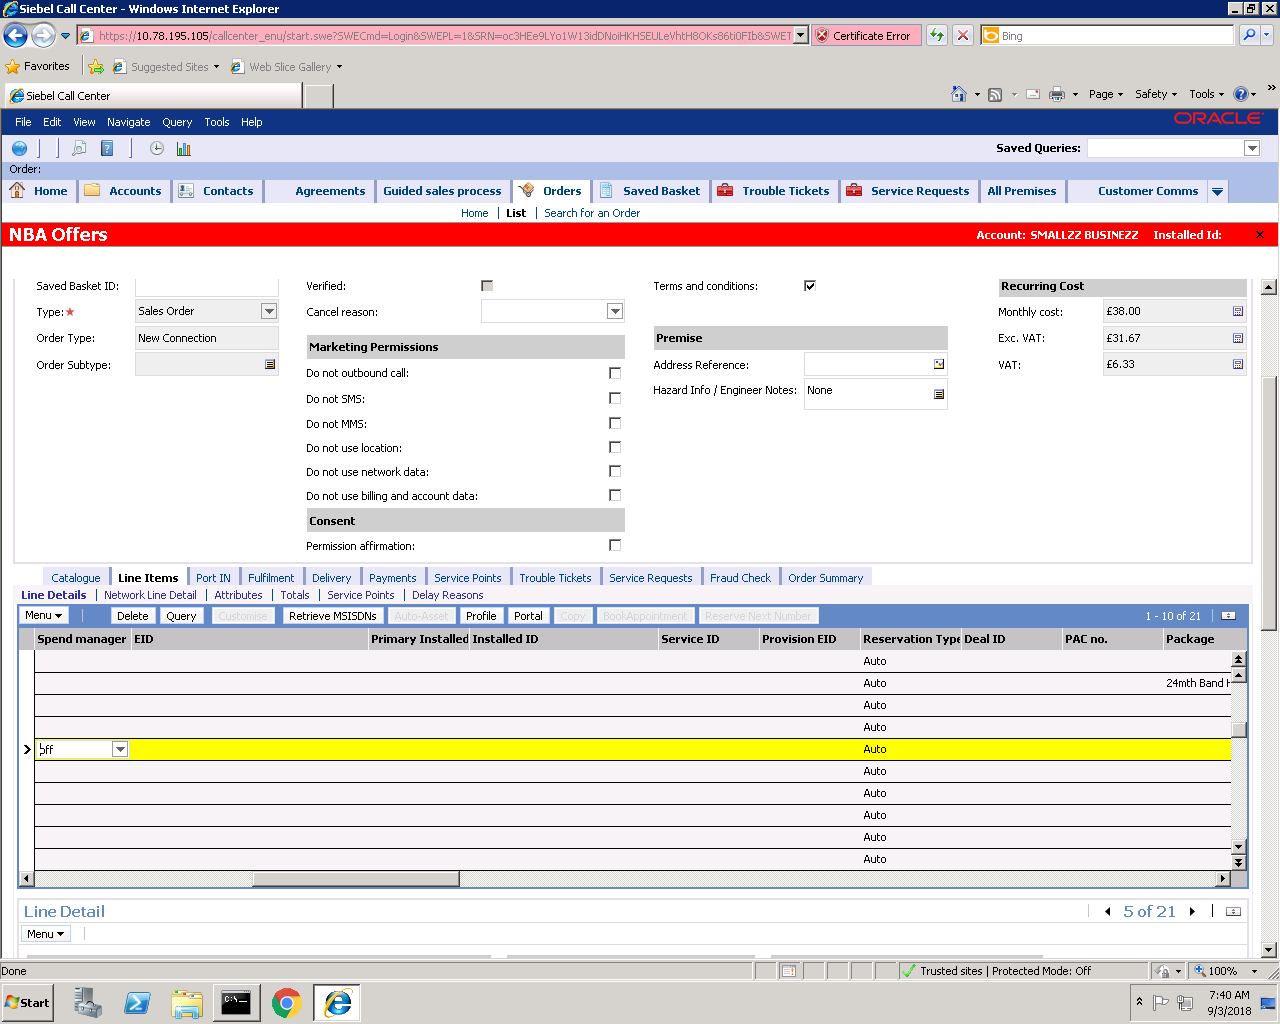 Siebel Call Center - Windows Internet Explorer
https://10.78.195.105/callcenter_enu/start.swe?SWECmd=Login&SWEPL=1&SRN= Certificate Error Bing
Favorites Suggested Sites Web Slice Gallery
Siebel Call Center Page Safety Tools »
File Edit View Navigate Query Tools Help ORACLE
Saved Queries:
Order:
Home Accounts Contacts Agreements Guided sales process Orders Saved Basket Trouble Tickets Service Requests All Premises Customer Comms
Home List Search for an Order
NBA Offers Account: SMALLZZ BUSINEZZ Installed Id:
Saved Basket ID: Verified: Terms and conditions: Recurring Cost
Type: Sales Order Cancel reason: Monthly cost: £38.00
Order Type: New Connection Premise Exc. VAT: £31.67
Marketing Permissions
Order Subtype: Address Reference: VAT: £6.33
Do not outbound call:
Hazard Info / Engineer Notes: None
Do not SMS:
Do not MMS:
Do not use location:
Do not use network data:
Do not use billing and account data:
Consent
Permission affirmation:
Catalogue Line Items Port IN Fulfilment Delivery Payments Service Points Trouble Tickets Service Requests Fraud Check Order Summary
Line Details Network Line Detail Attributes Totals Service Points Delay Reasons
Menu Delete Query Customise Retrieve MSISDNs Auto-Asset Profile Portal Copy BookAppointment Reserve Next Number 1 - 10 of 21
Spend manager EID Primary Installed Installed ID Service ID Provision EID Reservation Type Deal ID PAC no. Package
Auto
Auto 24mth Band H
Auto
Auto
Off Auto
Auto
Auto
Auto
Auto
Auto
Line Detail 5 of 21
Menu
Done Trusted sites | Protected Mode: Off 100%
Start C:\ 7:40 AM
9/3/2018